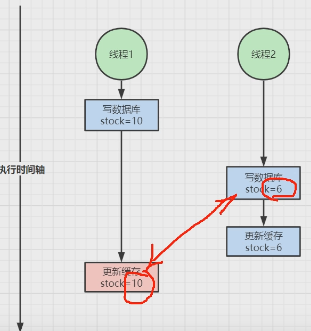 线程1
线程2
写数据库
stock=10
执行时间轴
写数据库
stock=6
更新缓存
stock=6
更新缓存
stock=10